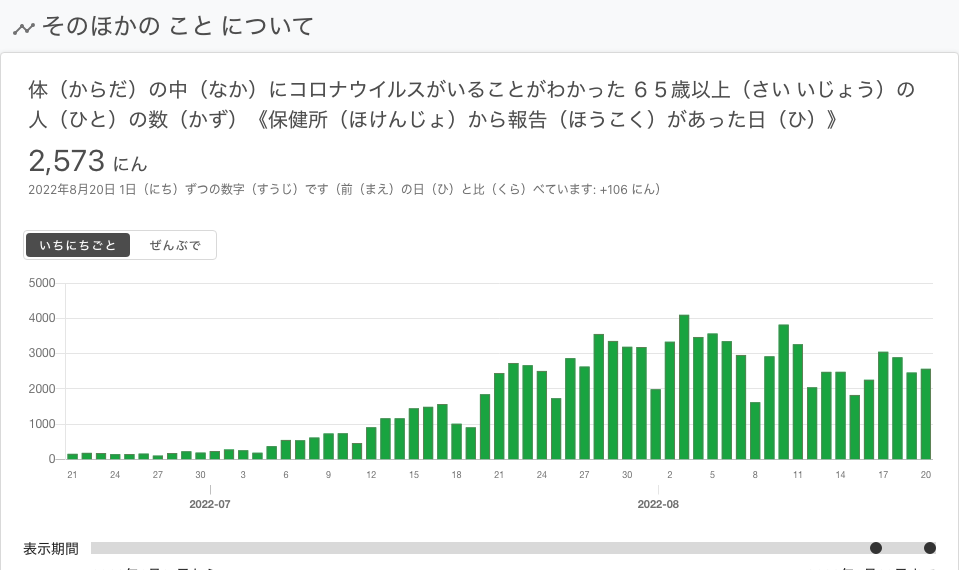 そのほかの こと について
体（からだ）の中（なか）にコロナウイルスがいることがわかった ６５歳以上（さい いじょう）の
人（ひと）の数（かず）《保健所（ほけんじょ）から報告（ほうこく）があった日（ひ）》
2,573 にん
2022年8月20日 1日（にち）ずつの数字（すうじ）です（前（まえ）の日（ひ）と比（くら）べています: +106 にん）
いちにちごと ぜんぶで
5000
4000
3000
2000
1000
0
21 24 27 30 3 6 9 12 15 18 21 24 27 30 2 5 8 11 14 17 20
2022-07 2022-08
表示期間